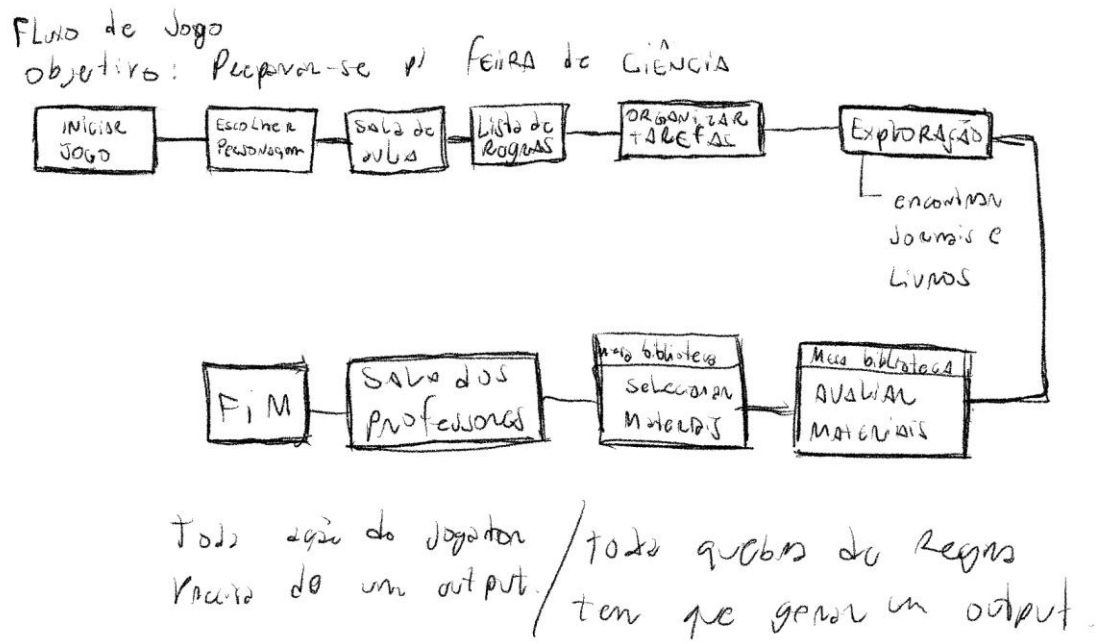 Fluxo de Jogo
objetivo: Preparar-se p/ FEIRA de CIÊNCIA
INICIAR
JOGO
Escolher
Personagem
Sala de
aula
Lista de
Regras
ORGANIZAR
TAREFAS
ExploRAção
encontrar
Jornais e
Livros
Mesa biblioteca
AVALIAR
MATERIAIS
Mesa biblioteca
Selecionar
Materiais
SALA dos
Professores
FiM
Toda ação do Jogador
Precisa de um output.
toda quebra de Regra
tem que gerar um output.